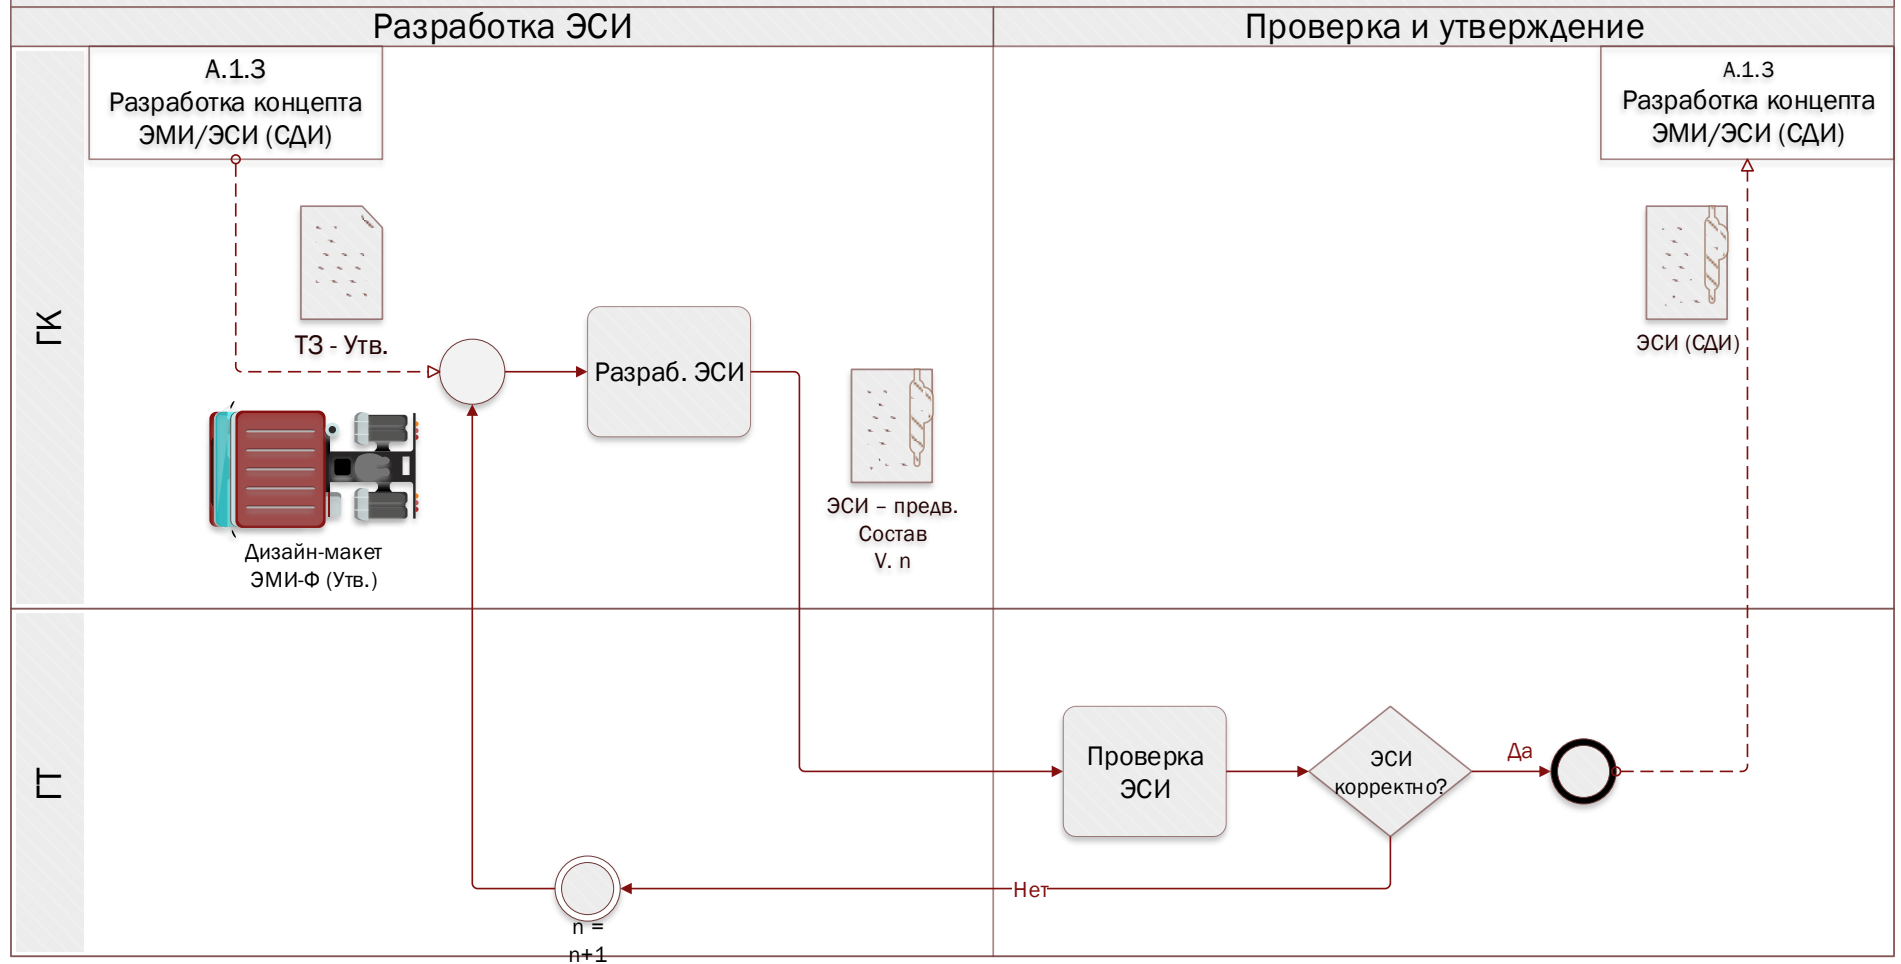 Разработка ЭСИ
Проверка и утверждение
А.1.3
Разработка концепта
ЭМИ/ЭСИ (СДИ)
А.1.3
Разработка концепта
ЭМИ/ЭСИ (СДИ)
ГК
ТЗ - Утв.
Разраб. ЭСИ
ЭСИ (СДИ)
ЭСИ – предв.
Состав
V. n
Дизайн-макет
ЭМИ-Ф (Утв.)
ГТ
Проверка
ЭСИ
ЭСИ
корректно?
Да
Нет
n =
n+1